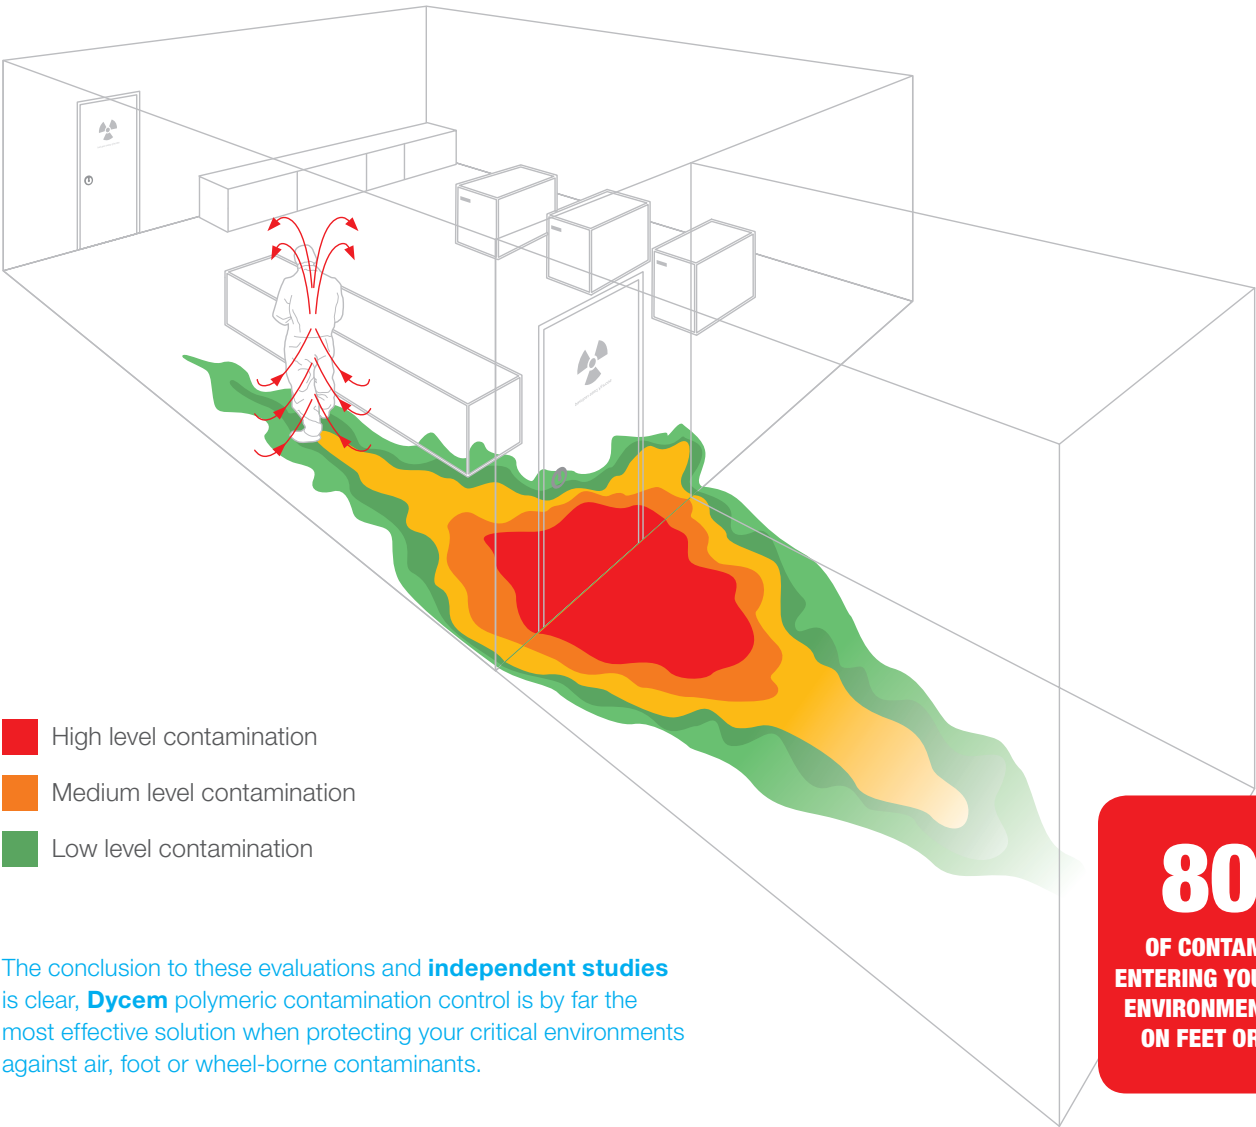 High level contamination
Medium level contamination
Low level contamination
The conclusion to these evaluations and independent studies
is clear, Dycem polymeric contamination control is by far the
most effective solution when protecting your critical environments
against air, foot or wheel-borne contaminants.
80
OF CONTAM
ENTERING YOU
ENVIRONMEN
ON FEET OR